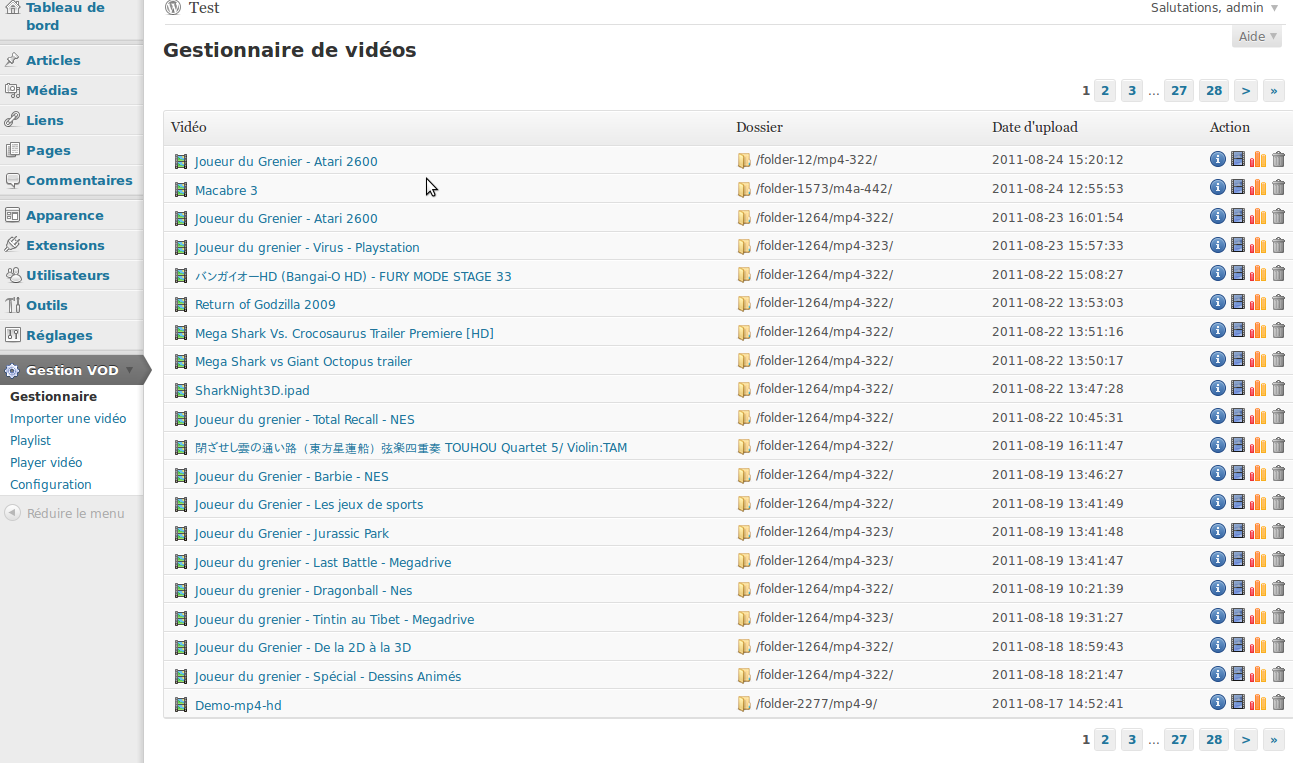 Tableau de
bord
Articles
Médias
Liens
Pages
Commentaires
Apparence
Extensions
Utilisateurs
Outils
Réglages
Gestion VOD
Gestionnaire
Importer une vidéo
Playlist
Player vidéo
Configuration
Réduire le menu
Test
Salutations, admin
Aide
Gestionnaire de vidéos
1 2 3 ... 27 28 > »
Vidéo Dossier Date d'upload Action
Joueur du Grenier - Atari 2600 /folder-12/mp4-322/ 2011-08-24 15:20:12
Macabre 3 /folder-1573/m4a-442/ 2011-08-24 12:55:53
Joueur du Grenier - Atari 2600 /folder-1264/mp4-322/ 2011-08-23 16:01:54
Joueur du grenier - Virus - Playstation /folder-1264/mp4-323/ 2011-08-23 15:57:33
バンガイオーHD (Bangai-O HD) - FURY MODE STAGE 33 /folder-1264/mp4-322/ 2011-08-22 15:08:27
Return of Godzilla 2009 /folder-1264/mp4-322/ 2011-08-22 13:53:03
Mega Shark Vs. Crocosaurus Trailer Premiere [HD] /folder-1264/mp4-322/ 2011-08-22 13:51:16
Mega Shark vs Giant Octopus trailer /folder-1264/mp4-322/ 2011-08-22 13:50:17
SharkNight3D.ipad /folder-1264/mp4-322/ 2011-08-22 13:47:28
Joueur du grenier - Total Recall - NES /folder-1264/mp4-322/ 2011-08-22 10:45:31
閉ざせし雲の通い路（東方星蓮船）弦楽四重奏 TOUHOU Quartet 5/ Violin:TAM /folder-1264/mp4-322/ 2011-08-19 16:11:47
Joueur du Grenier - Barbie - NES /folder-1264/mp4-322/ 2011-08-19 13:46:27
Joueur du Grenier - Les jeux de sports /folder-1264/mp4-322/ 2011-08-19 13:41:49
Joueur du Grenier - Jurassic Park /folder-1264/mp4-323/ 2011-08-19 13:41:48
Joueur du grenier - Last Battle - Megadrive /folder-1264/mp4-323/ 2011-08-19 13:41:47
Joueur du grenier - Dragonball - Nes /folder-1264/mp4-322/ 2011-08-19 10:21:39
Joueur du grenier - Tintin au Tibet - Megadrive /folder-1264/mp4-323/ 2011-08-18 19:31:27
Joueur du Grenier - De la 2D à la 3D /folder-1264/mp4-322/ 2011-08-18 18:59:43
Joueur du grenier - Spécial - Dessins Animés /folder-1264/mp4-322/ 2011-08-18 18:21:47
Demo-mp4-hd /folder-2277/mp4-9/ 2011-08-17 14:52:41
1 2 3 ... 27 28 > »